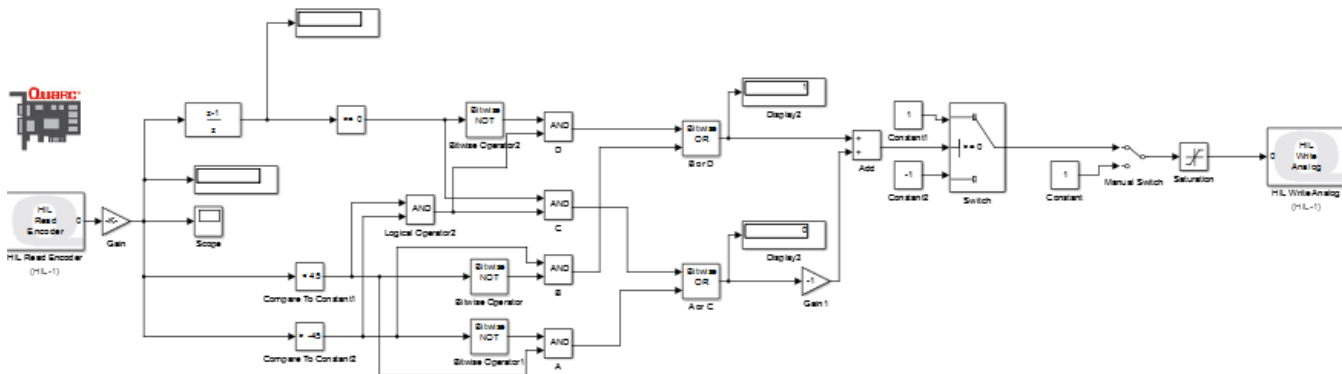 QUARC
z-1
z
>= 0
Bitwise
NOT
Bitwise Operator2
AND
D
Bitwise
OR
B or D
1
Display2
+
+
Add
1
Constant1
-1
Constant2
Switch
1
Constant
Manual Switch
Saturation
0
HIL
Write
Analog
HIL Write Analog
(HIL-1)
HIL
Read
Encoder
0
HIL Read Encoder
(HIL-1)
-K-
Gain
Scope
AND
Logical Operator2
AND
C
Compare To Constant1
Bitwise
NOT
Bitwise Operator
AND
B
Compare To Constant2
Bitwise
NOT
Bitwise Operator1
AND
A
Bitwise
OR
A or C
0
Display3
-1
Gain1